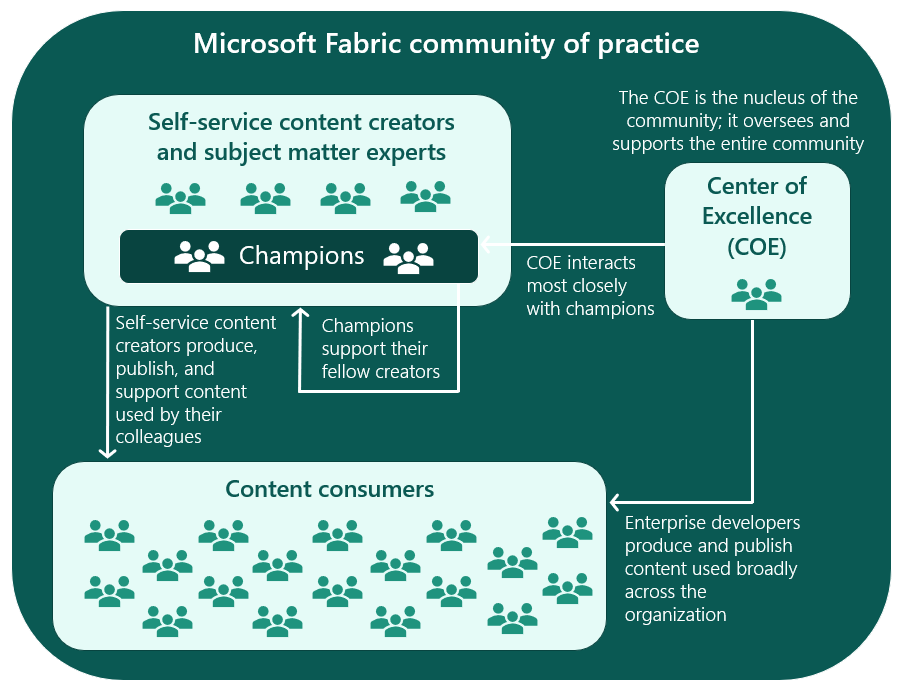 Microsoft Fabric community of practice
Self-service content creators
and subject matter experts
Champions
The COE is the nucleus of the
community; it oversees and
supports the entire community
Center of
Excellence
(COE)
COE interacts
most closely
with champions
Self-service content
creators produce,
publish, and
support content
used by their
colleagues
Champions
support their
fellow creators
Content consumers
Enterprise developers
produce and publish
content used broadly
across the
organization